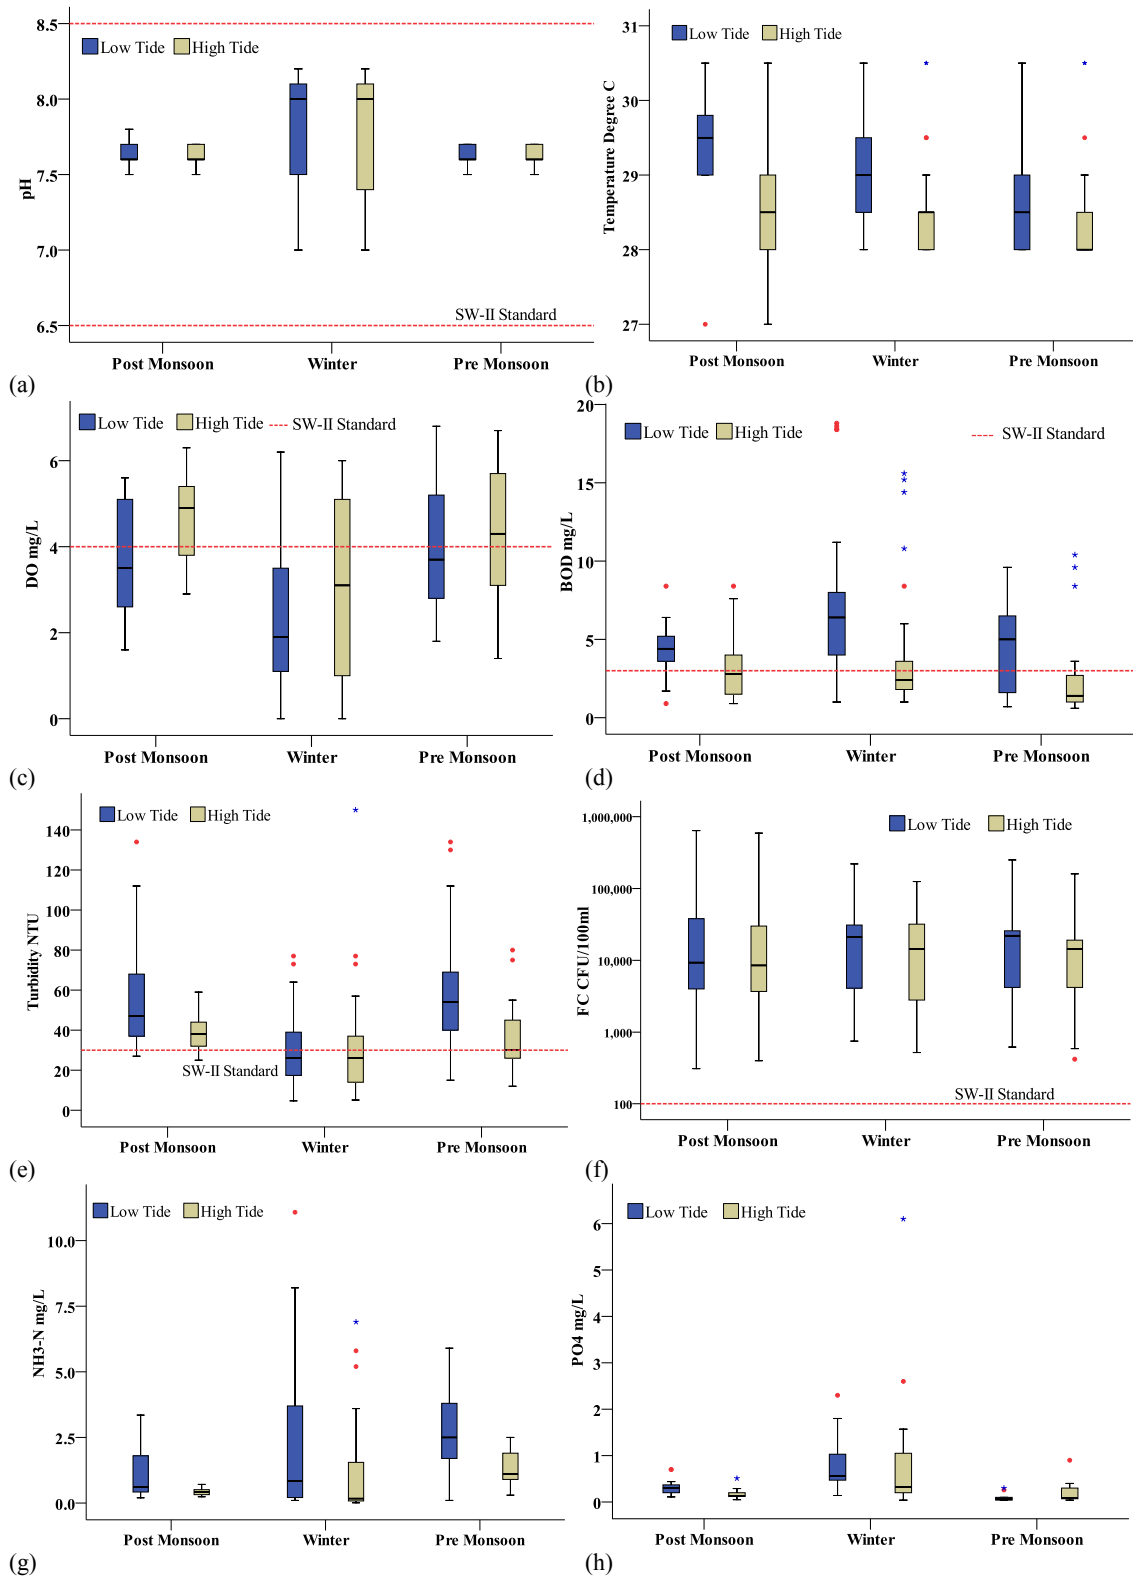 8.5
8.0
7.5
7.0
6.5
pH
Low Tide High Tide
SW-II Standard
Post Monsoon Winter Pre Monsoon
(a)
31
30
29
28
27
Temperature Degree C
Low Tide High Tide
Post Monsoon Winter Pre Monsoon
(b)
6
4
2
0
DO mg/L
Low Tide High Tide SW-II Standard
Post Monsoon Winter Pre Monsoon
(c)
20
15
10
5
0
BOD mg/L
Low Tide High Tide SW-II Standard
Post Monsoon Winter Pre Monsoon
(d)
140
120
100
80
60
40
20
0
Turbidity NTU
Low Tide High Tide
SW-II Standard
Post Monsoon Winter Pre Monsoon
(e)
1,000,000
100,000
10,000
1,000
100
FC CFU/100ml
Low Tide High Tide
SW-II Standard
Post Monsoon Winter Pre Monsoon
(f)
10.0
7.5
5.0
2.5
0.0
NH3-N mg/L
Low Tide High Tide
Post Monsoon Winter Pre Monsoon
(g)
6
5
4
3
2
1
0
PO4 mg/L
Low Tide High Tide
Post Monsoon Winter Pre Monsoon
(h)